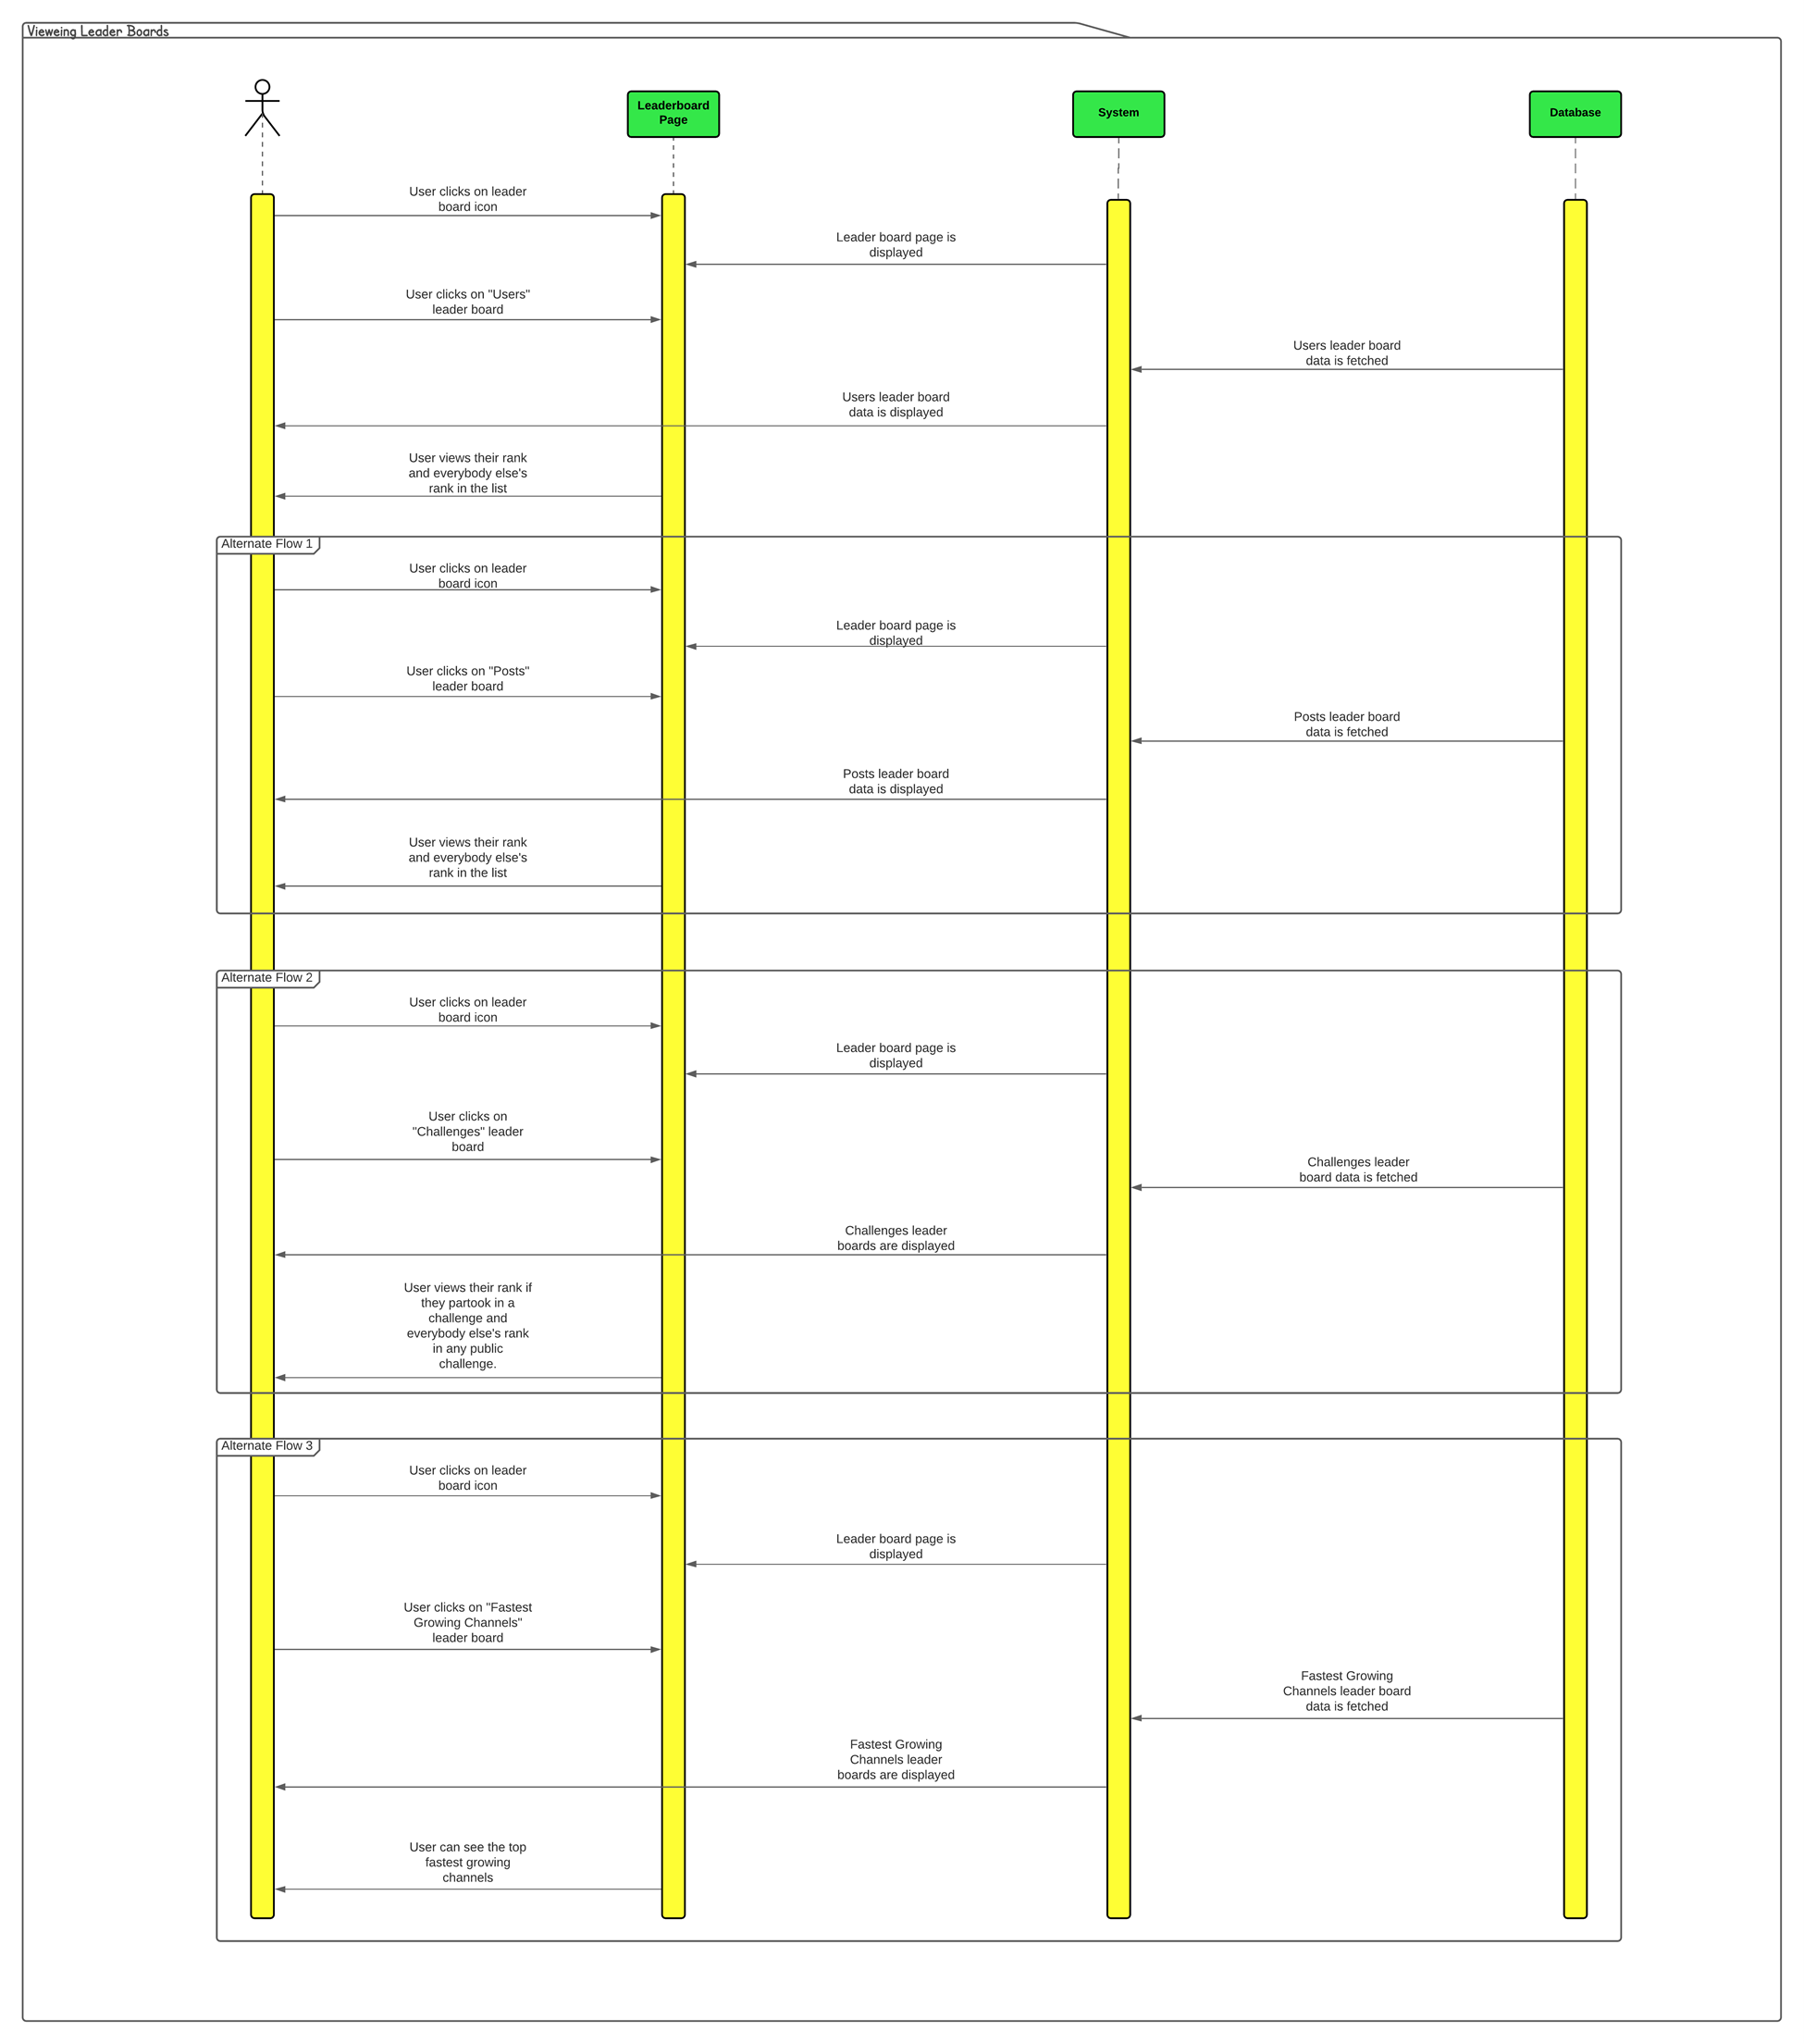 Vieweing Leader Boards
Leaderboard
Page
System
Database
User clicks on leader
board icon
Leader board page is
displayed
User clicks on "Users"
leader board
Users leader board
data is fetched
Users leader board
data is displayed
User views their rank
and everybody else's
rank in the list
Alternate Flow 1
User clicks on leader
board icon
Leader board page is
displayed
User clicks on "Posts"
leader board
Posts leader board
data is fetched
Posts leader board
data is displayed
User views their rank
and everybody else's
rank in the list
Alternate Flow 2
User clicks on leader
board icon
Leader board page is
displayed
User clicks on
"Challenges" leader
board
Challenges leader
board data is fetched
Challenges leader
boards are displayed
User views their rank if
they partook in a
challenge and
everybody else's rank
in any public
challenge.
Alternate Flow 3
User clicks on leader
board icon
Leader board page is
displayed
User clicks on "Fastest
Growing Channels"
leader board
Fastest Growing
Channels leader board
data is fetched
Fastest Growing
Channels leader
boards are displayed
User can see the top
fastest growing
channels